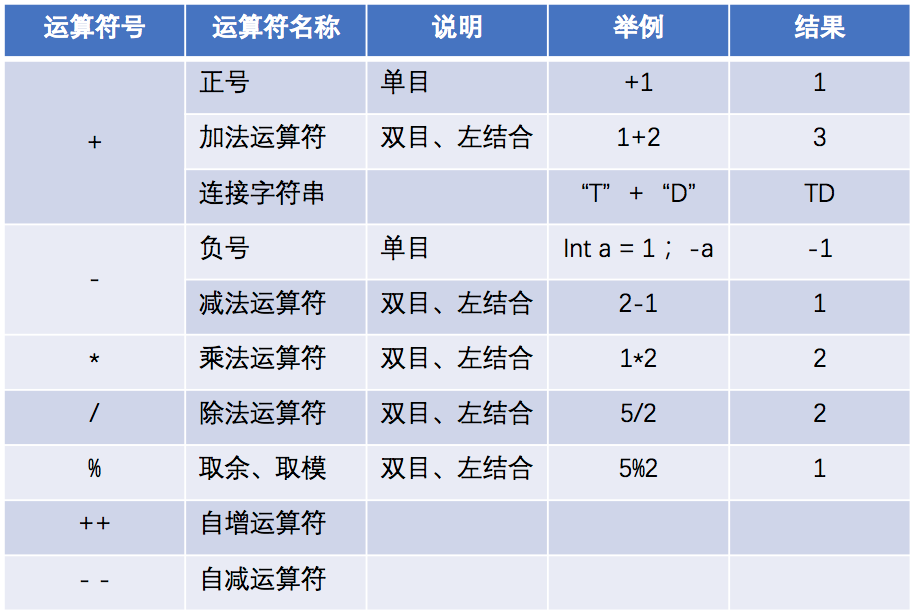 运算符号 运算符名称 说明 举例 结果
+ 正号 单目 +1 1
加法运算符 双目、左结合 1+2 3
连接字符串 “T” + “D” TD
- 负号 单目 Int a = 1； -a -1
减法运算符 双目、左结合 2-1 1
* 乘法运算符 双目、左结合 1*2 2
/ 除法运算符 双目、左结合 5/2 2
% 取余、取模 双目、左结合 5%2 1
++ 自增运算符
- - 自减运算符